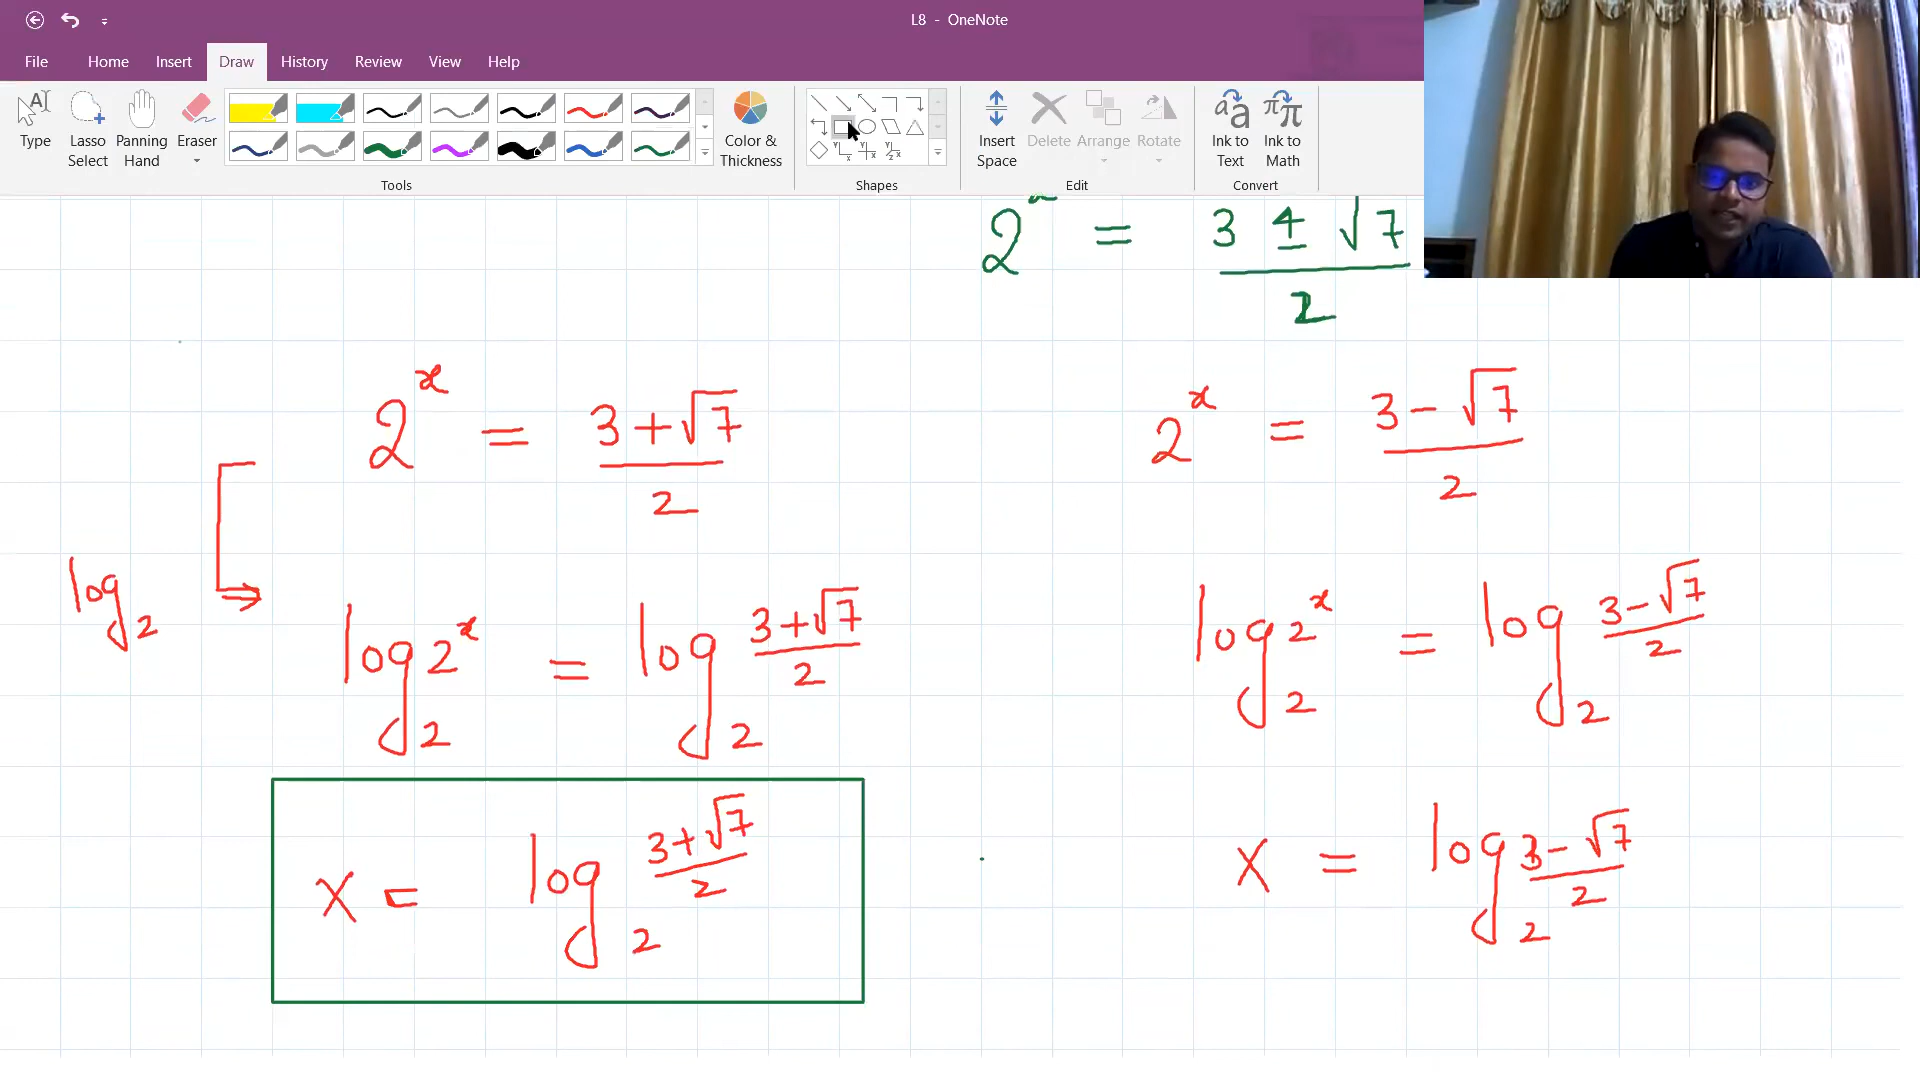 L8 - OneNote
File Home Insert Draw History Review View Help
Type Lasso Select Panning Hand Eraser Color & Thickness Insert Space Delete Arrange Rotate Ink to Text Ink to Math
Tools Shapes Edit Convert
2^x = (3 ± √7)/2
2^x = (3+√7)/2
2^x = (3-√7)/2
log_2
log_2 2^x = log_2 (3+√7)/2
log_2 2^x = log_2 (3-√7)/2
x = log_2 (3+√7)/2
x = log_2 (3-√7)/2